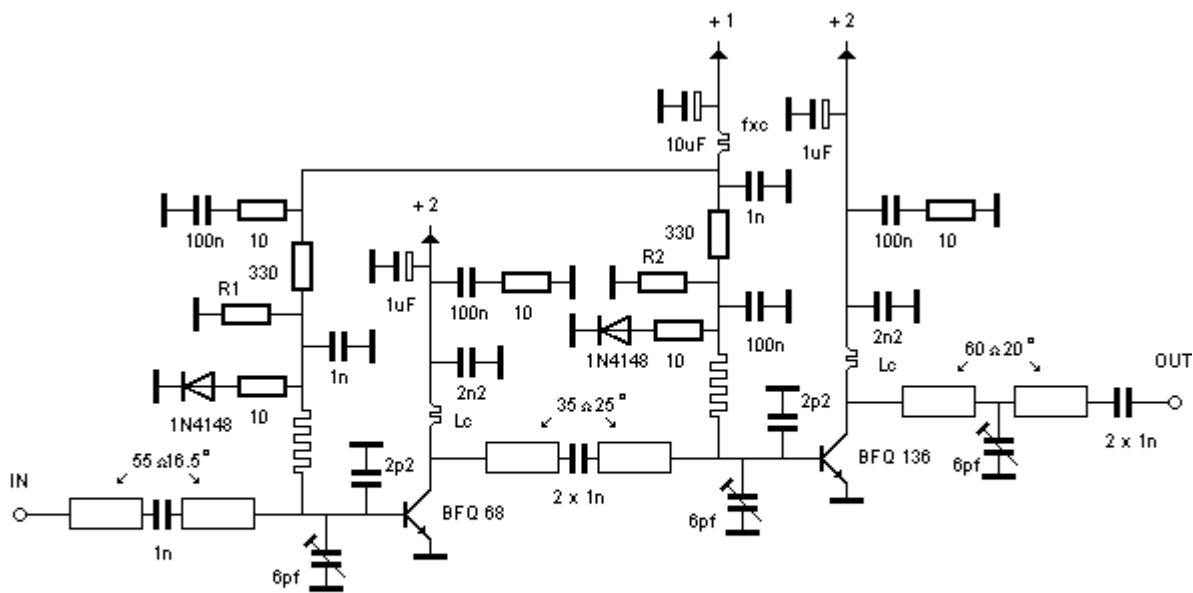 + 1
+ 2
10uF
fxc
1uF
1n
100n
10
+ 2
330
100n
10
330
R1
1uF
100n
10
R2
1n
1N4148
10
100n
2n2
60 Ω 20°
OUT
1N4148
10
2n2
Lc
35 Ω 25°
2p2
Lc
2 x 1n
55 Ω 16.5°
2p2
BFQ 136
6pf
IN
BFQ 68
2 x 1n
6pf
1n
6pf